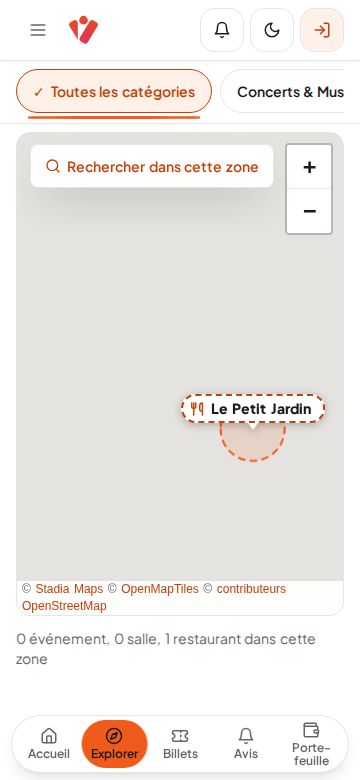 ✓ Toutes les catégories
Concerts & Mus
Rechercher dans cette zone
+
−
Le Petit Jardin
© Stadia Maps © OpenMapTiles © contributeurs
OpenStreetMap
0 événement, 0 salle, 1 restaurant dans cette
zone
Accueil
Explorer
Billets
Avis
Porte-
feuille